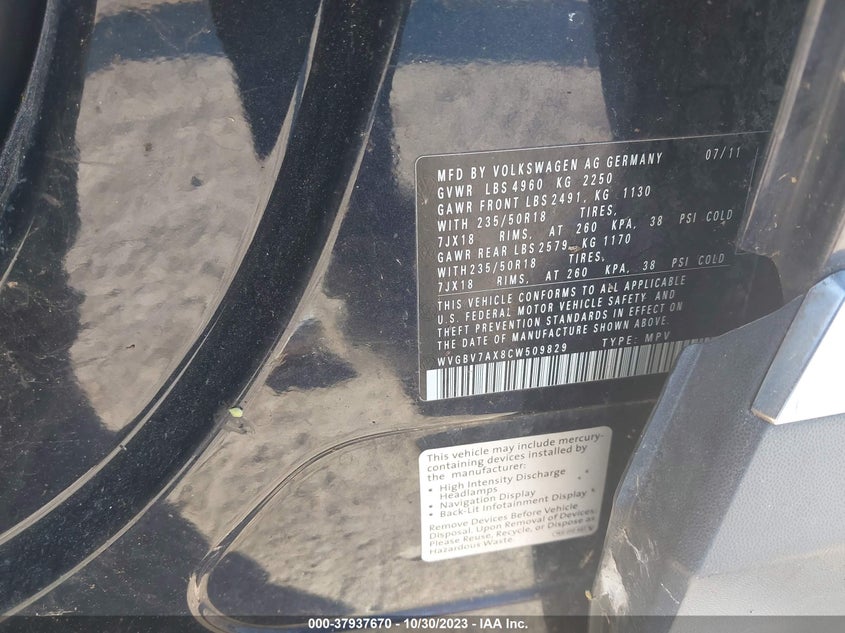 MFD BY VOLKSWAGEN AG GERMANY 07/11
GVWR LBS 4960 KG 2250
GAWR FRONT LBS 2491, KG 1130
WITH 235/50R18 TIRES,
7JX18 RIMS, AT 260 KPA, 38 PSI COLD
GAWR REAR LBS 2579, KG 1170
WITH 235/50R18 TIRES,
7JX18 RIMS, AT 260 KPA, 38 PSI COLD
THIS VEHICLE CONFORMS TO ALL APPLICABLE
U.S. FEDERAL MOTOR VEHICLE SAFETY AND
THEFT PREVENTION STANDARDS IN EFFECT ON
THE DATE OF MANUFACTURE SHOWN ABOVE.
WVGBV7AX8CW509829 TYPE: MPV
This vehicle may include mercury-
containing devices installed by
the manufacturer:
• High Intensity Discharge
Headlamps
• Navigation Display
• Back-Lit Infotainment Display
Remove Devices Before Vehicle
Disposal. Upon Removal of Devices
Please Reuse, Recycle, or Dispose as
Hazardous Waste.
000-37937670 - 10/30/2023 - IAA Inc.